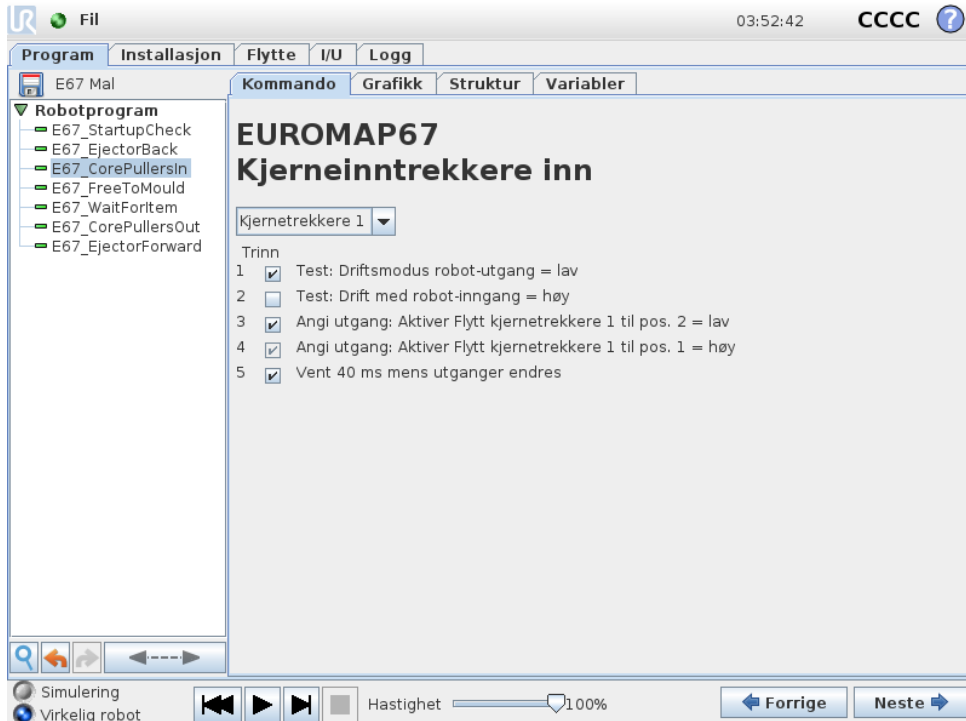 UR Fil 03:52:42 CCCC ?
Program Installasjon Flytte I/U Logg
E67 Mal
Kommando Grafikk Struktur Variabler
Robotprogram
E67_StartupCheck
E67_EjectorBack
E67_CorePullersIn
E67_FreeToMould
E67_WaitForItem
E67_CorePullersOut
E67_EjectorForward
EUROMAP67
Kjerneinntrekkere inn
Kjernetrekkere 1
Trinn
1 Test: Driftsmodus robot-utgang = lav
2 Test: Drift med robot-inngang = høy
3 Angi utgang: Aktiver Flytt kjernetrekkere 1 til pos. 2 = lav
4 Angi utgang: Aktiver Flytt kjernetrekkere 1 til pos. 1 = høy
5 Vent 40 ms mens utganger endres
Simulering
Virkelig robot
Hastighet 100%
Forrige Neste